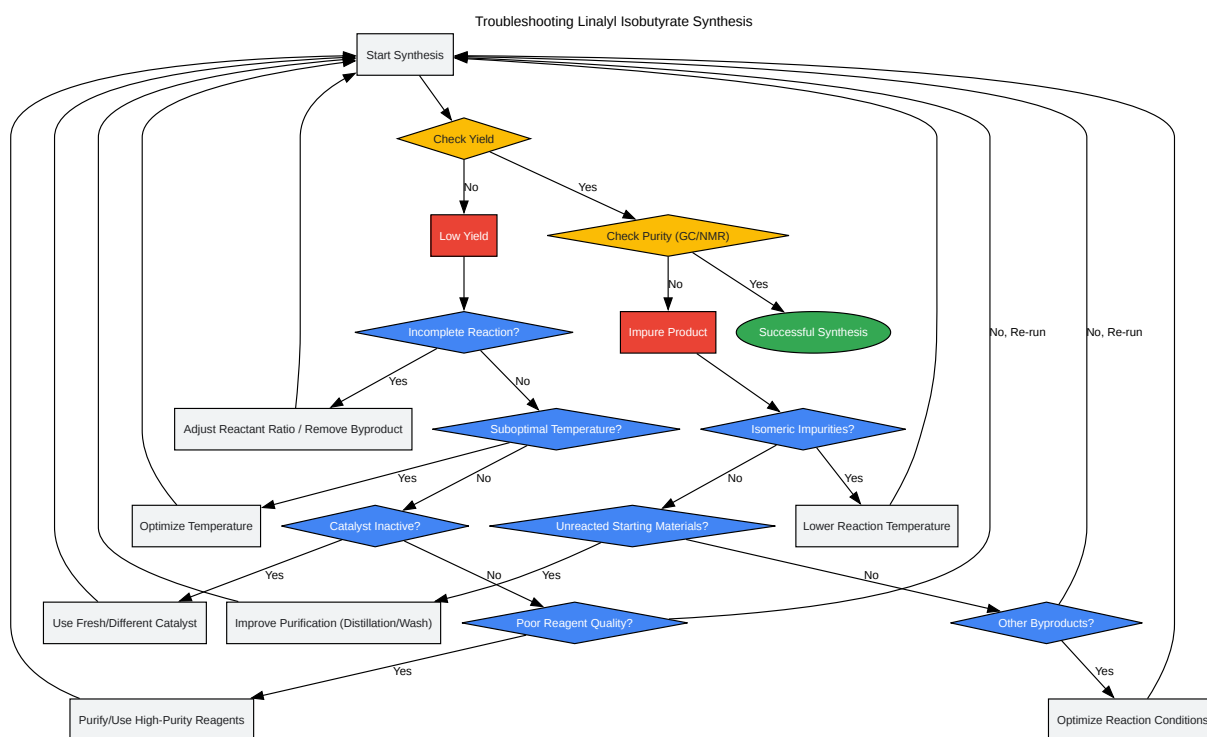 Troubleshooting Linalyl Isobutyrate Synthesis
Start Synthesis
Check Yield
No
Yes
Low Yield
Check Purity (GC/NMR)
No
Yes
Incomplete Reaction?
Impure Product
Successful Synthesis
No, Re-run
No, Re-run
Yes
No
Adjust Reactant Ratio / Remove Byproduct
Suboptimal Temperature?
Isomeric Impurities?
Yes
No
No
Yes
Optimize Temperature
Catalyst Inactive?
Unreacted Starting Materials?
Lower Reaction Temperature
Yes
No
Yes
No
Use Fresh/Different Catalyst
Improve Purification (Distillation/Wash)
Poor Reagent Quality?
Other Byproducts?
Yes
Yes
Purify/Use High-Purity Reagents
Optimize Reaction Conditions